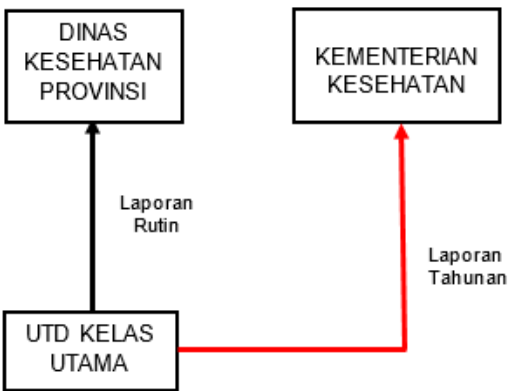 DINAS
KESEHATAN
PROVINSI
KEMENTERIAN
KESEHATAN
Laporan
Rutin
Laporan
Tahunan
UTD KELAS
UTAMA